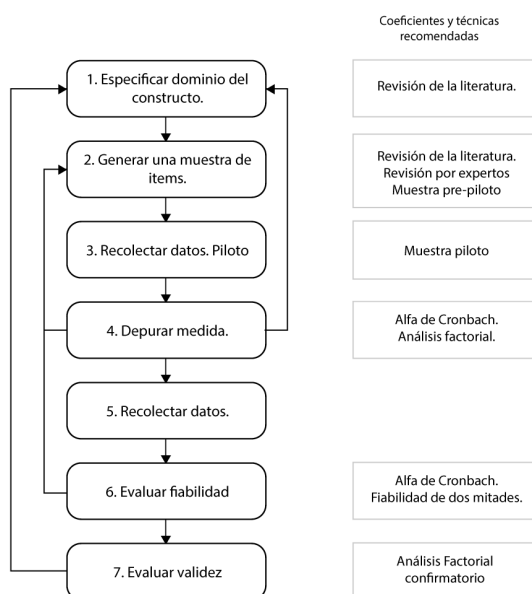 Coeficientes y técnicas
recomendadas
1. Especificar dominio del
constructo.
Revisión de la literatura.
2. Generar una muestra de
items.
Revisión de la literatura.
Revisión por expertos
Muestra pre-piloto
3. Recolectar datos. Piloto
Muestra piloto
4. Depurar medida.
Alfa de Cronbach.
Análisis factorial.
5. Recolectar datos.
6. Evaluar fiabilidad
Alfa de Cronbach.
Fiabilidad de dos mitades.
7. Evaluar validez
Análisis Factorial
confirmatorio